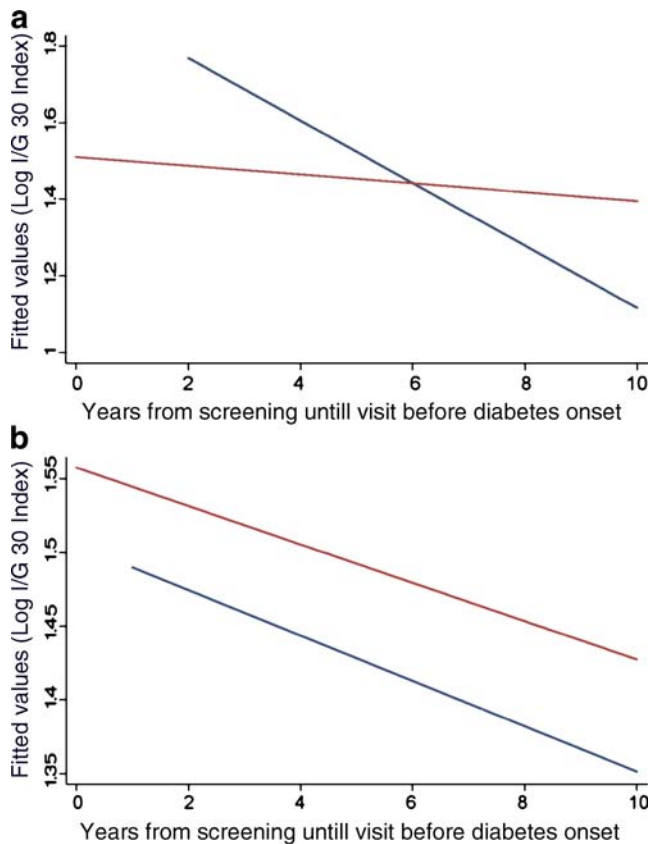 a
Fitted values (Log I/G 30 Index)
1.8
1.6
1.4
1.2
1
0 2 4 6 8 10
Years from screening untill visit before diabetes onset
b
Fitted values (Log I/G 30 Index)
1.55
1.5
1.45
1.4
1.35
0 2 4 6 8 10
Years from screening untill visit before diabetes onset